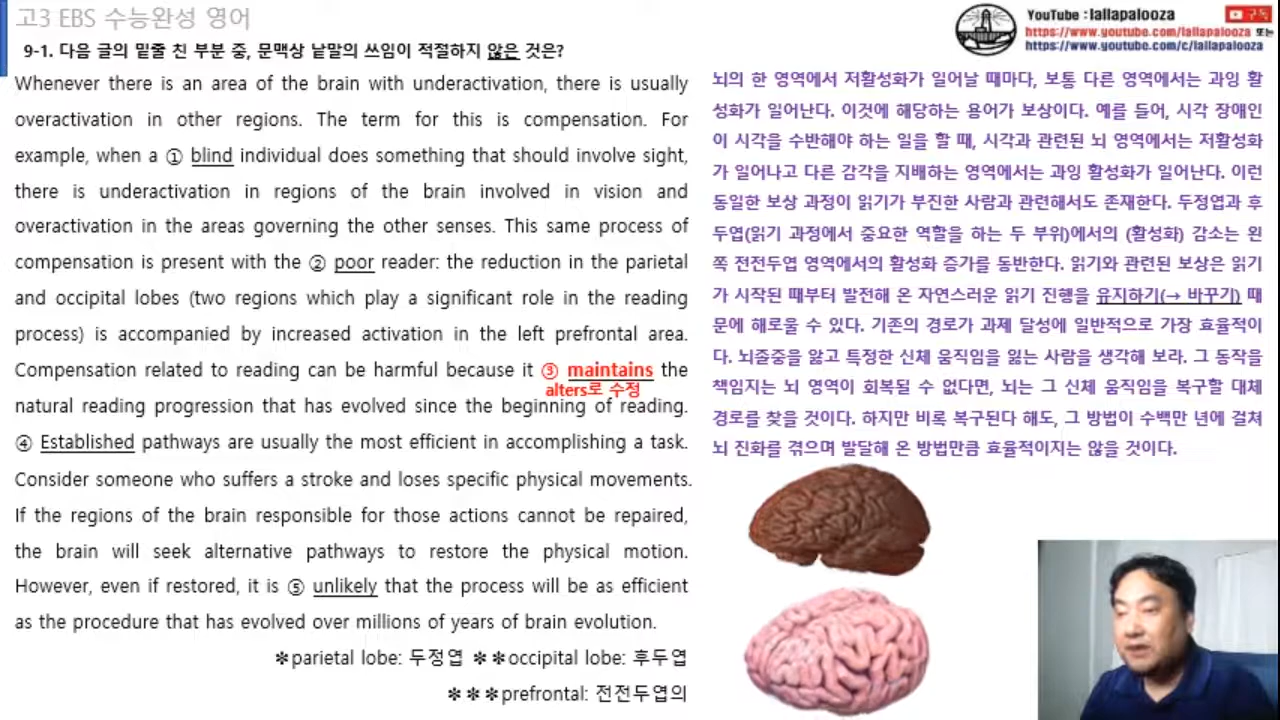 고3 EBS 수능완성 영어
YouTube : lallapalooza
구독
https://www.youtube.com/lallapalooza 또는
https://www.youtube.com/c/lallapalooza
9-1. 다음 글의 밑줄 친 부분 중, 문맥상 낱말의 쓰임이 적절하지 않은 것은?
Whenever there is an area of the brain with underactivation, there is usually
overactivation in other regions. The term for this is compensation. For
example, when a ① blind individual does something that should involve sight,
there is underactivation in regions of the brain involved in vision and
overactivation in the areas governing the other senses. This same process of
compensation is present with the ② poor reader: the reduction in the parietal
and occipital lobes (two regions which play a significant role in the reading
process) is accompanied by increased activation in the left prefrontal area.
Compensation related to reading can be harmful because it ③ maintains the
alters로 수정
natural reading progression that has evolved since the beginning of reading.
④ Established pathways are usually the most efficient in accomplishing a task.
Consider someone who suffers a stroke and loses specific physical movements.
If the regions of the brain responsible for those actions cannot be repaired,
the brain will seek alternative pathways to restore the physical motion.
However, even if restored, it is ⑤ unlikely that the process will be as efficient
as the procedure that has evolved over millions of years of brain evolution.
✻parietal lobe: 두정엽 ✻✻occipital lobe: 후두엽
✻✻✻prefrontal: 전전두엽의
뇌의 한 영역에서 저활성화가 일어날 때마다, 보통 다른 영역에서는 과잉 활
성화가 일어난다. 이것에 해당하는 용어가 보상이다. 예를 들어, 시각 장애인
이 시각을 수반해야 하는 일을 할 때, 시각과 관련된 뇌 영역에서는 저활성화
가 일어나고 다른 감각을 지배하는 영역에서는 과잉 활성화가 일어난다. 이런
동일한 보상 과정이 읽기가 부진한 사람과 관련해서도 존재한다. 두정엽과 후
두엽(읽기 과정에서 중요한 역할을 하는 두 부위)에서의 (활성화) 감소는 왼
쪽 전전두엽 영역에서의 활성화 증가를 동반한다. 읽기와 관련된 보상은 읽기
가 시작된 때부터 발전해 온 자연스러운 읽기 진행을 유지하기(→ 바꾸기) 때
문에 해로울 수 있다. 기존의 경로가 과제 달성에 일반적으로 가장 효율적이
다. 뇌졸중을 앓고 특정한 신체 움직임을 잃는 사람을 생각해 보라. 그 동작을
책임지는 뇌 영역이 회복될 수 없다면, 뇌는 그 신체 움직임을 복구할 대체
경로를 찾을 것이다. 하지만 비록 복구된다 해도, 그 방법이 수백만 년에 걸쳐
뇌 진화를 겪으며 발달해 온 방법만큼 효율적이지는 않을 것이다.